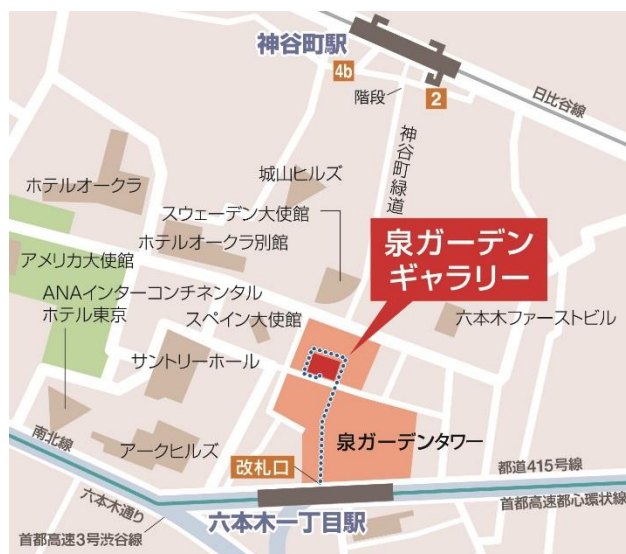 神谷町駅
4b
階段
2
日比谷線
神谷町緑道
城山ヒルズ
ホテルオークラ
スウェーデン大使館
ホテルオークラ別館
泉ガーデン
ギャラリー
アメリカ大使館
ANAインターコンチネンタル
ホテル東京
スペイン大使館
六本木ファーストビル
サントリーホール
南北線
アークヒルズ
泉ガーデンタワー
改札口
都道415号線
六本木通り
首都高速都心環状線
六本木一丁目駅
首都高速3号渋谷線